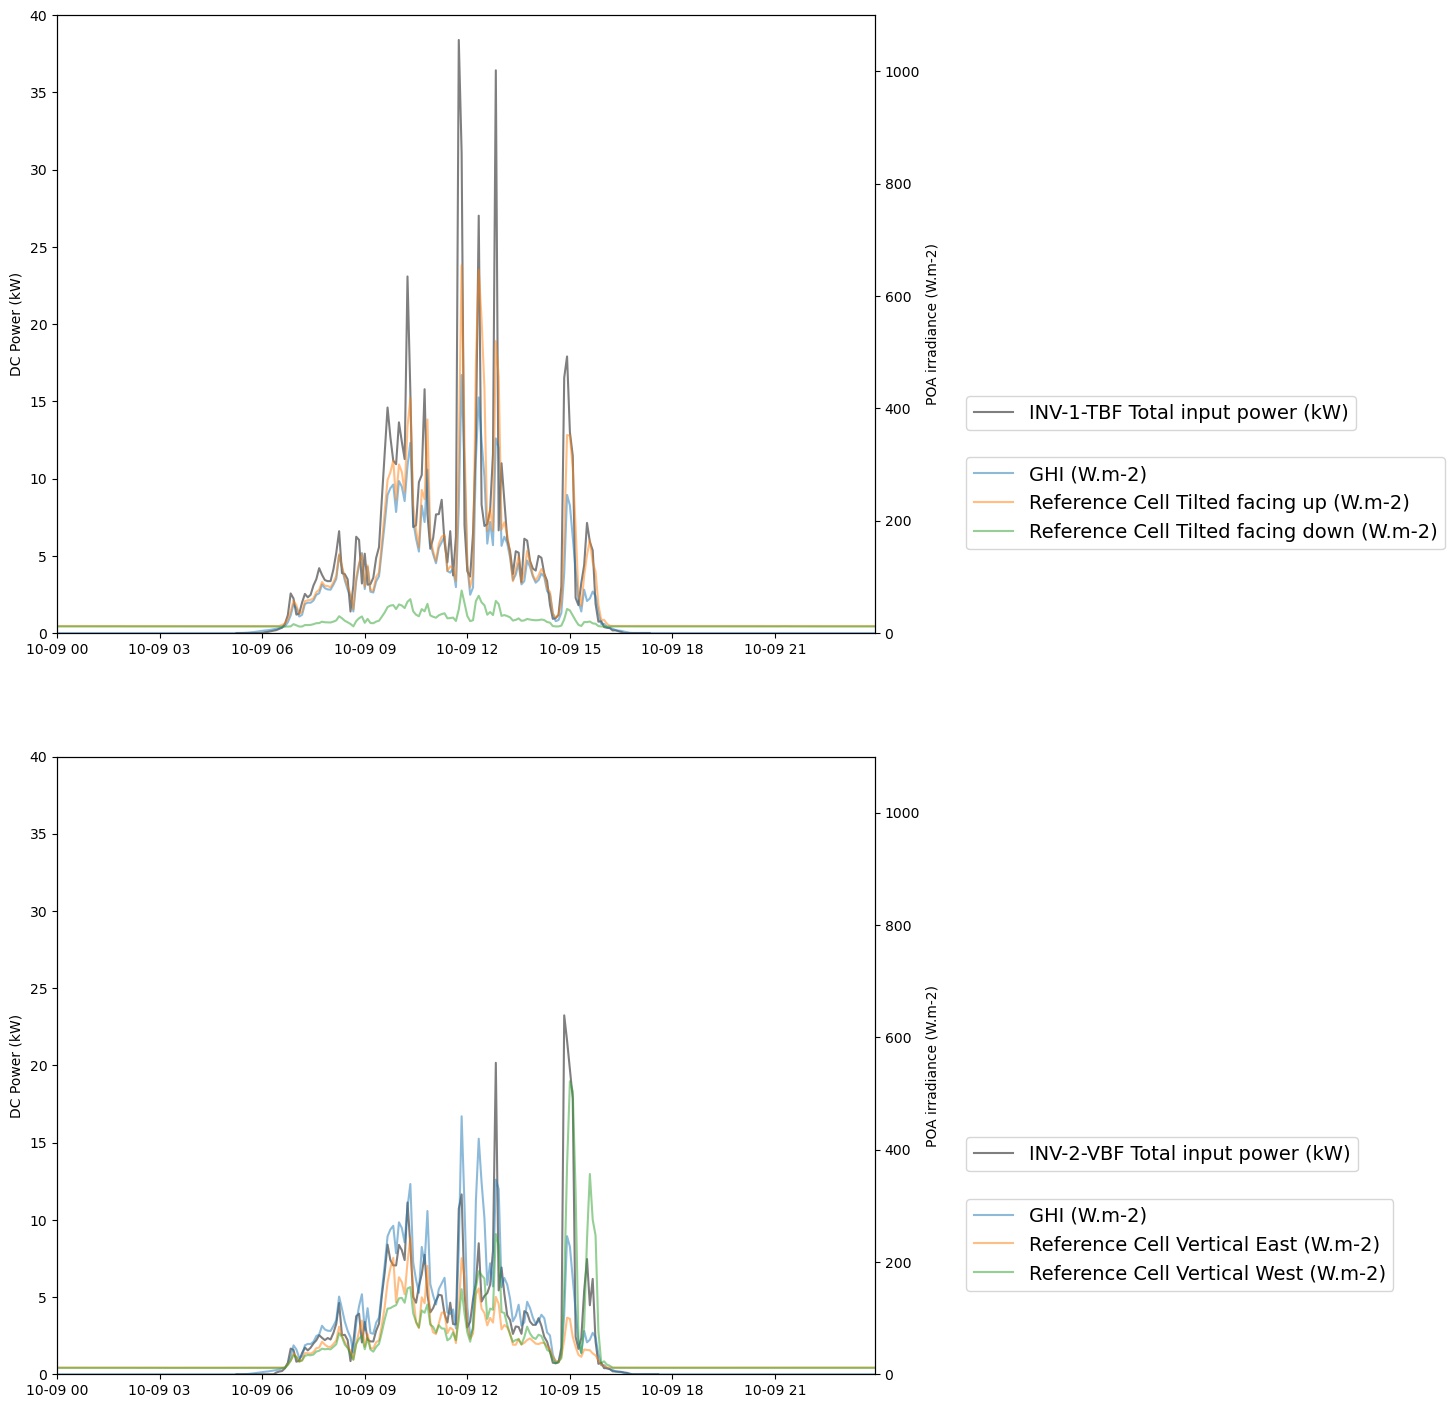 40
35
30
25
20
15
10
5
0
DC Power (kW)
1000
800
600
400
200
0
POA irradiance (W.m-2)
10-09 00 10-09 03 10-09 06 10-09 09 10-09 12 10-09 15 10-09 18 10-09 21
INV-1-TBF Total input power (kW)
GHI (W.m-2)
Reference Cell Tilted facing up (W.m-2)
Reference Cell Tilted facing down (W.m-2)
40
35
30
25
20
15
10
5
0
DC Power (kW)
1000
800
600
400
200
0
POA irradiance (W.m-2)
10-09 00 10-09 03 10-09 06 10-09 09 10-09 12 10-09 15 10-09 18 10-09 21
INV-2-VBF Total input power (kW)
GHI (W.m-2)
Reference Cell Vertical East (W.m-2)
Reference Cell Vertical West (W.m-2)